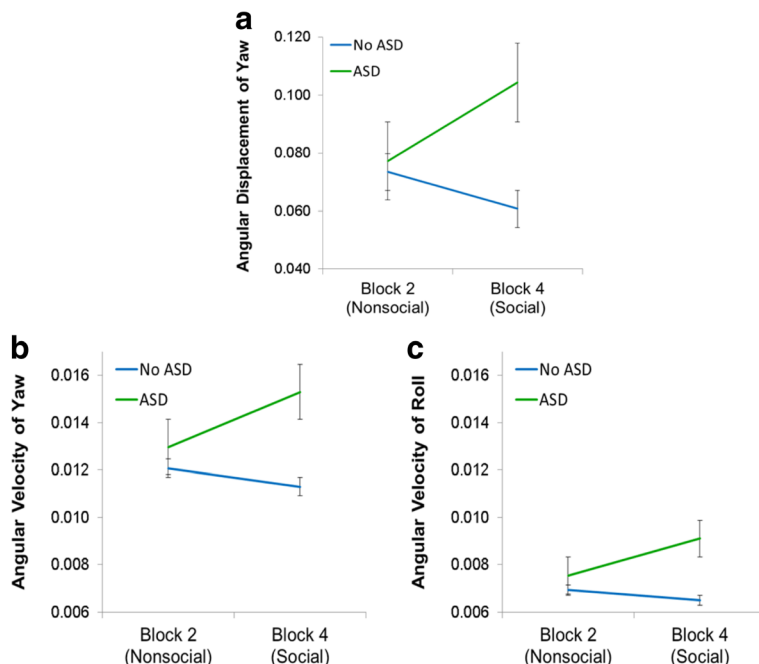 a
Angular Displacement of Yaw
0.120
0.100
0.080
0.060
0.040
No ASD
ASD
Block 2
(Nonsocial)
Block 4
(Social)
b
Angular Velocity of Yaw
0.016
0.014
0.012
0.010
0.008
0.006
No ASD
ASD
Block 2
(Nonsocial)
Block 4
(Social)
c
Angular Velocity of Roll
0.016
0.014
0.012
0.010
0.008
0.006
No ASD
ASD
Block 2
(Nonsocial)
Block 4
(Social)